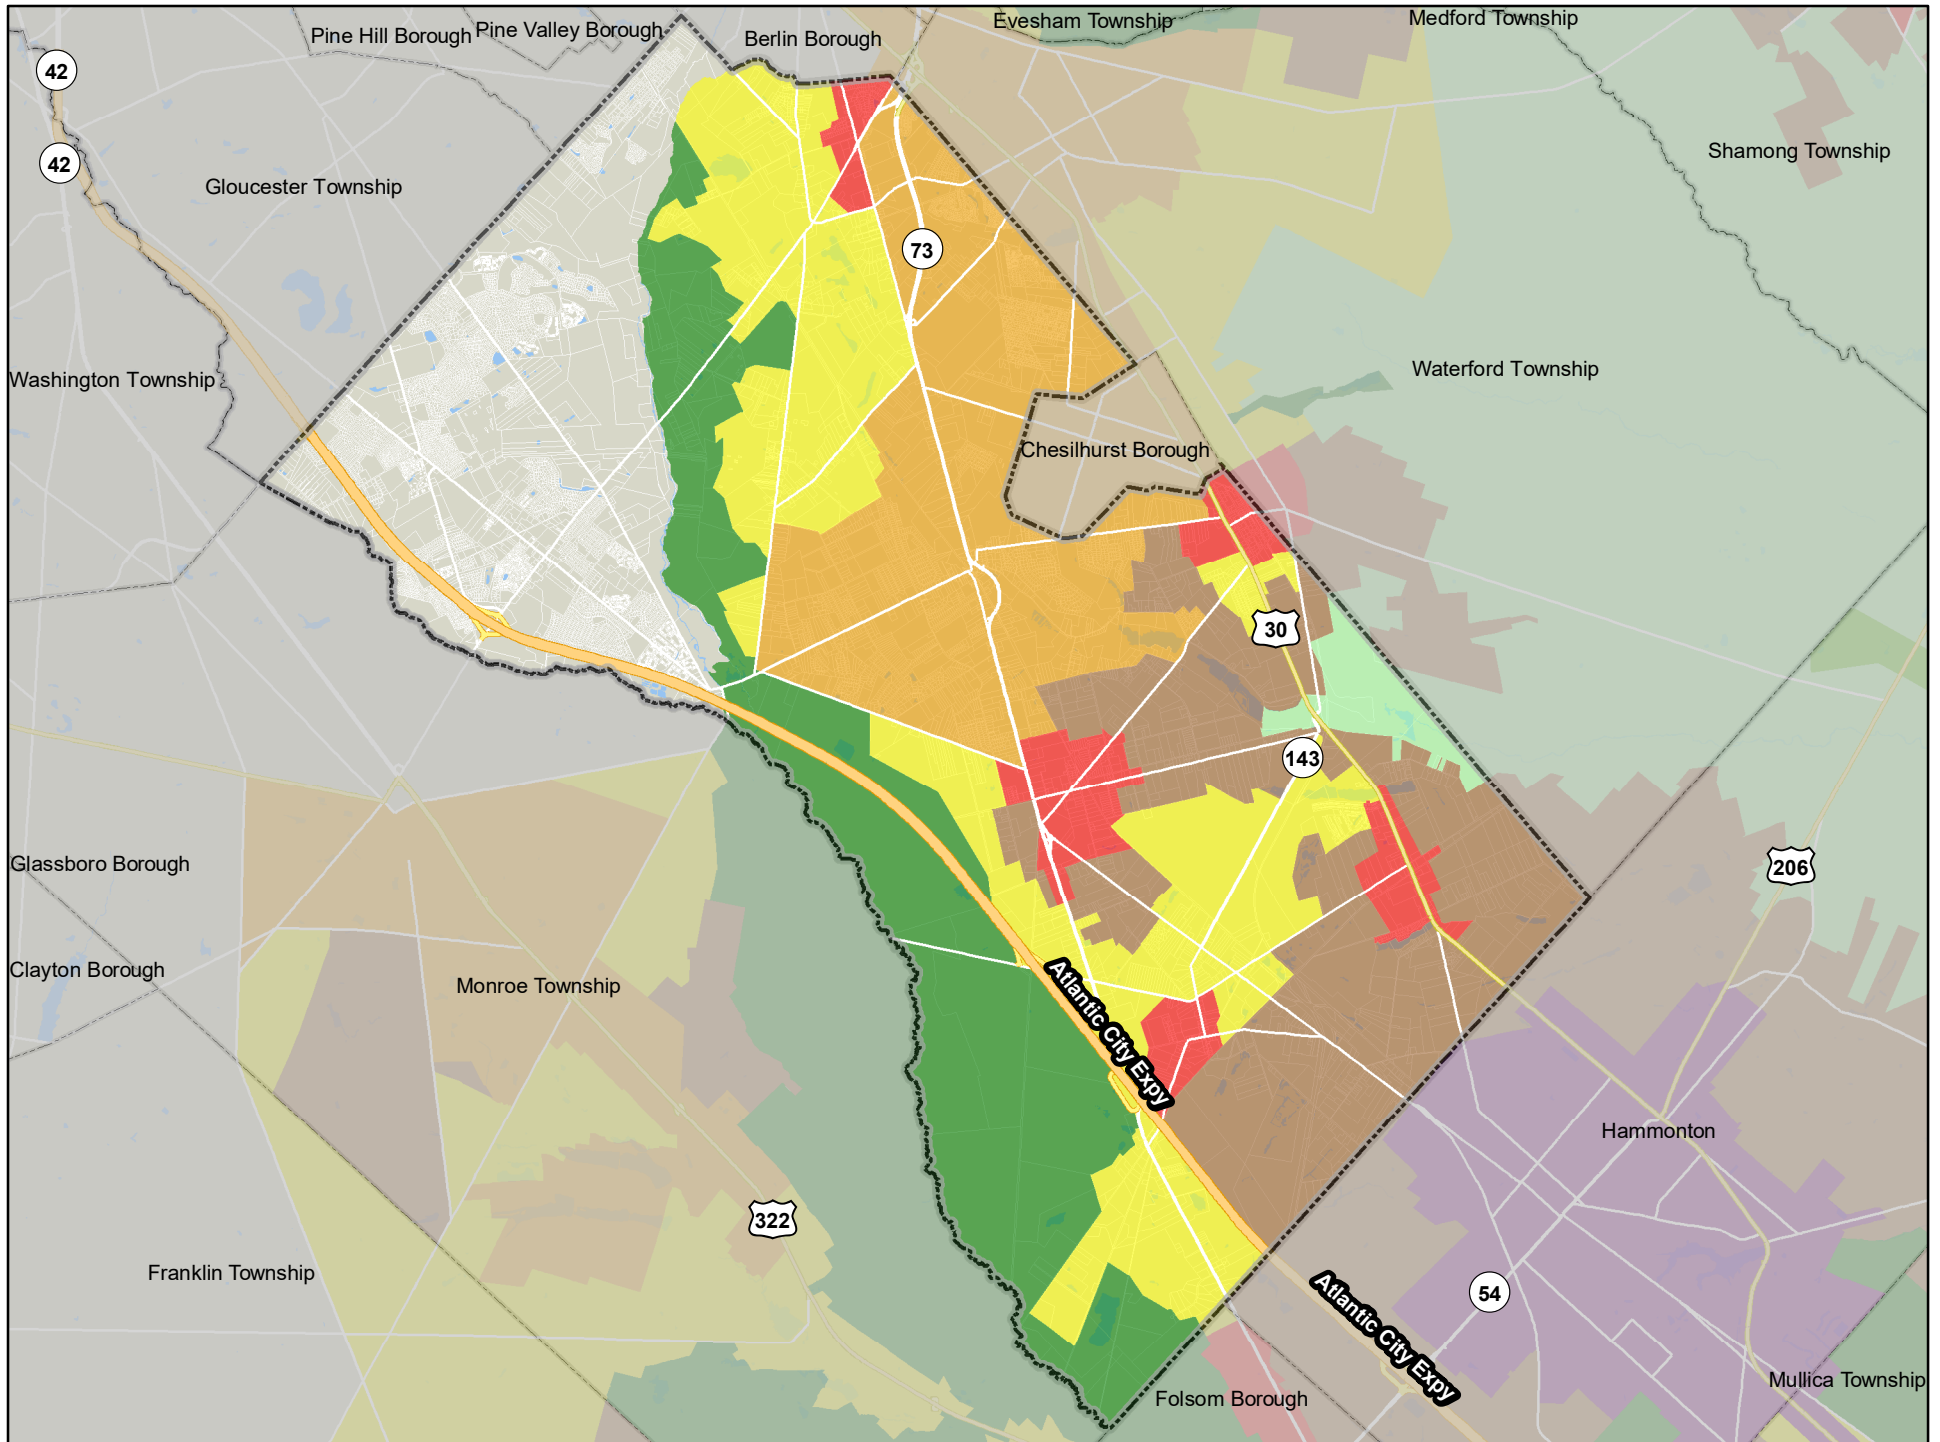 Pine Hill Borough
Pine Valley Borough
Berlin Borough
Evesham Township
Medford Township
42
42
Gloucester Township
Shamong Township
73
Washington Township
Waterford Township
Chesilhurst Borough
30
143
Glassboro Borough
206
Clayton Borough
Monroe Township
Atlantic City Expy
Hammonton
322
Franklin Township
54
Atlantic City Expy
Folsom Borough
Mullica Township